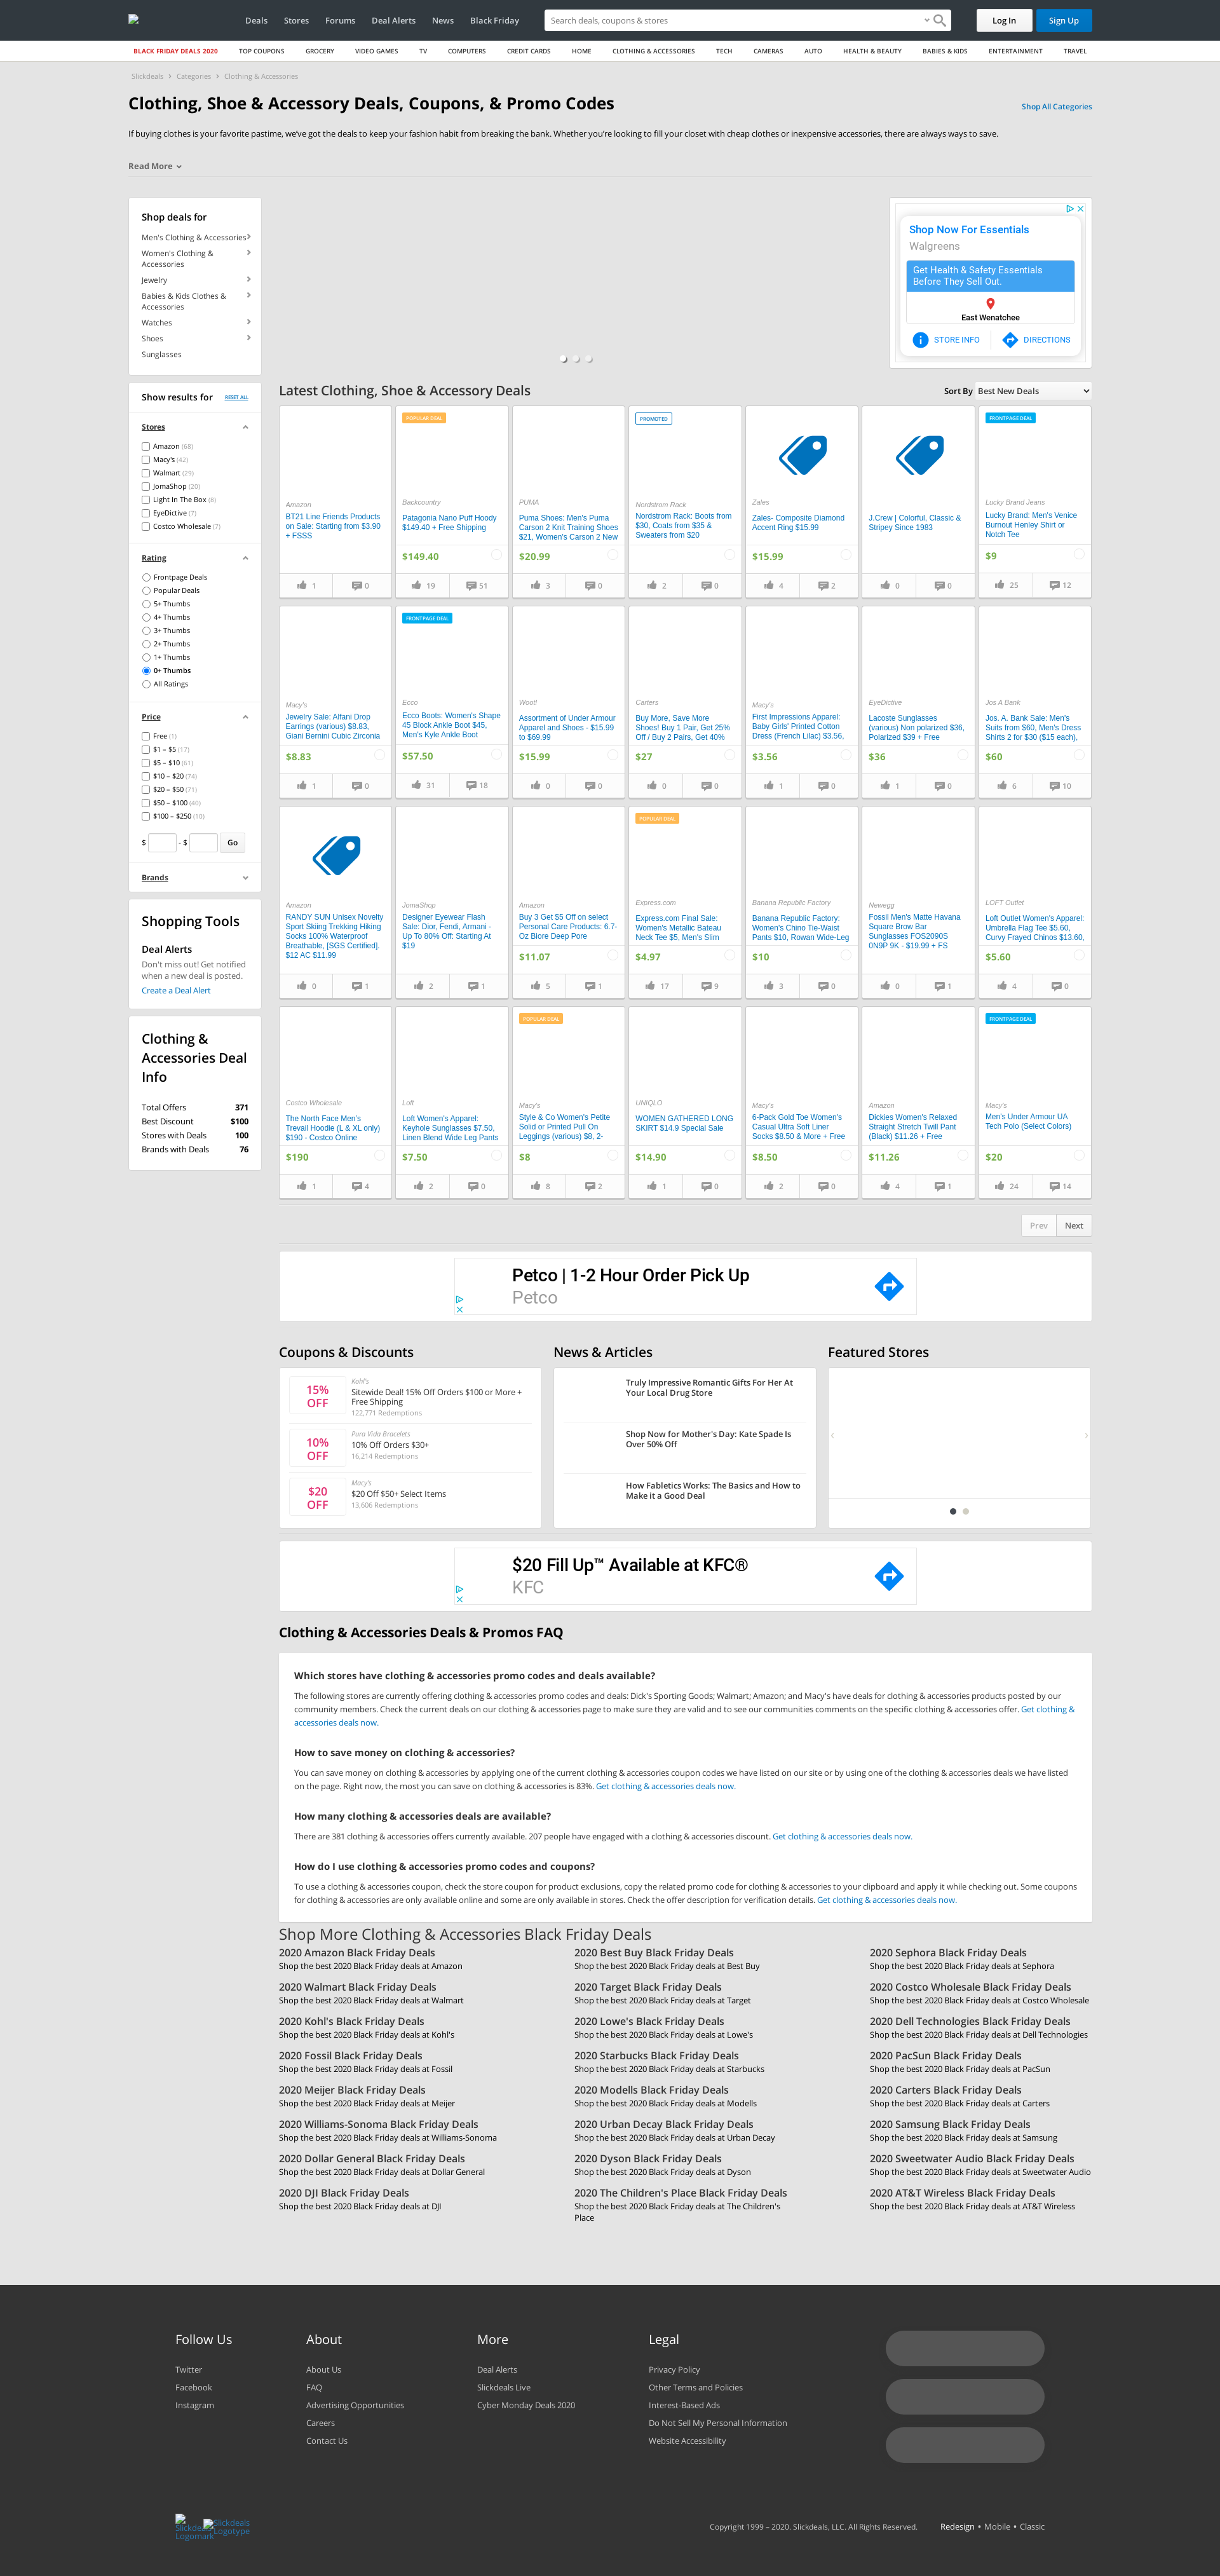 Deals Stores Forums Deal Alerts News Black Friday
Search deals, coupons & stores
Log In
Sign Up
BLACK FRIDAY DEALS 2020 TOP COUPONS GROCERY VIDEO GAMES TV COMPUTERS CREDIT CARDS HOME CLOTHING & ACCESSORIES TECH CAMERAS AUTO HEALTH & BEAUTY BABIES & KIDS ENTERTAINMENT TRAVEL
Slickdeals › Categories › Clothing & Accessories
Clothing, Shoe & Accessory Deals, Coupons, & Promo Codes
Shop All Categories
If buying clothes is your favorite pastime, we've got the deals to keep your fashion habit from breaking the bank. Whether you're looking to fill your closet with cheap clothes or inexpensive accessories, there are always ways to save.
Read More
Shop deals for
Men's Clothing & Accessories
Women's Clothing &
Accessories
Jewelry
Babies & Kids Clothes &
Accessories
Watches
Shoes
Sunglasses
Shop Now For Essentials
Walgreens
Get Health & Safety Essentials
Before They Sell Out.
East Wenatchee
STORE INFO
DIRECTIONS
Show results for
RESET ALL
Stores
Amazon (68)
Macy's (42)
Walmart (29)
JomaShop (20)
Light In The Box (8)
EyeDictive (7)
Costco Wholesale (7)
Rating
Frontpage Deals
Popular Deals
5+ Thumbs
4+ Thumbs
3+ Thumbs
2+ Thumbs
1+ Thumbs
0+ Thumbs
All Ratings
Price
Free (1)
$1 – $5 (17)
$5 – $10 (61)
$10 – $20 (74)
$20 – $50 (71)
$50 – $100 (40)
$100 – $250 (10)
$ - $ Go
Brands
Shopping Tools
Deal Alerts
Don't miss out! Get notified
when a new deal is posted.
Create a Deal Alert
Clothing &
Accessories Deal
Info
Total Offers 371
Best Discount $100
Stores with Deals 100
Brands with Deals 76
Latest Clothing, Shoe & Accessory Deals
Sort By Best New Deals
Amazon
BT21 Line Friends Products
on Sale: Starting from $3.90
+ FSSS
1 0
POPULAR DEAL
Backcountry
Patagonia Nano Puff Hoody
$149.40 + Free Shipping
$149.40
19 51
PUMA
Puma Shoes: Men's Puma
Carson 2 Knit Training Shoes
$21, Women's Carson 2 New
$20.99
3 0
PROMOTED
Nordstrom Rack
Nordstrom Rack: Boots from
$30, Coats from $35 &
Sweaters from $20
2 0
Zales
Zales- Composite Diamond
Accent Ring $15.99
$15.99
4 2
J.Crew | Colorful, Classic &
Stripey Since 1983
0 0
FRONTPAGE DEAL
Lucky Brand Jeans
Lucky Brand: Men's Venice
Burnout Henley Shirt or
Notch Tee
$9
25 12
Macy's
Jewelry Sale: Alfani Drop
Earrings (various) $8.83,
Giani Bernini Cubic Zirconia
$8.83
1 0
FRONTPAGE DEAL
Ecco
Ecco Boots: Women's Shape
45 Block Ankle Boot $45,
Men's Kyle Ankle Boot
$57.50
31 18
Woot!
Assortment of Under Armour
Apparel and Shoes - $15.99
to $69.99
$15.99
0 0
Carters
Buy More, Save More
Shoes! Buy 1 Pair, Get 25%
Off / Buy 2 Pairs, Get 40%
$27
0 0
Macy's
First Impressions Apparel:
Baby Girls' Printed Cotton
Dress (French Lilac) $3.56,
$3.56
1 0
EyeDictive
Lacoste Sunglasses
(various) Non polarized $36,
Polarized $39 + Free
$36
1 0
Jos A Bank
Jos. A. Bank Sale: Men's
Suits from $60, Men's Dress
Shirts 2 for $30 ($15 each),
$60
6 10
Amazon
RANDY SUN Unisex Novelty
Sport Skiing Trekking Hiking
Socks 100% Waterproof
Breathable, [SGS Certified].
$12 AC $11.99
0 1
JomaShop
Designer Eyewear Flash
Sale: Dior, Fendi, Armani -
Up To 80% Off: Starting At
$19
2 1
Amazon
Buy 3 Get $5 Off on select
Personal Care Products: 6.7-
Oz Biore Deep Pore
$11.07
5 1
POPULAR DEAL
Express.com
Express.com Final Sale:
Women's Metallic Bateau
Neck Tee $5, Men's Slim
$4.97
17 9
Banana Republic Factory
Banana Republic Factory:
Women's Chino Tie-Waist
Pants $10, Rowan Wide-Leg
$10
3 0
Newegg
Fossil Men's Matte Havana
Square Brow Bar
Sunglasses FOS2090S
0N9P 9K - $19.99 + FS
0 1
LOFT Outlet
Loft Outlet Women's Apparel:
Umbrella Flag Tee $5.60,
Curvy Frayed Chinos $13.60,
$5.60
4 0
Costco Wholesale
The North Face Men's
Trevail Hoodie (L & XL only)
$190 - Costco Online
$190
1 4
Loft
Loft Women's Apparel:
Keyhole Sunglasses $7.50,
Linen Blend Wide Leg Pants
$7.50
2 0
POPULAR DEAL
Macy's
Style & Co Women's Petite
Solid or Printed Pull On
Leggings (various) $8, 2-
$8
8 2
UNIQLO
WOMEN GATHERED LONG
SKIRT $14.9 Special Sale
$14.90
1 0
Macy's
6-Pack Gold Toe Women's
Casual Ultra Soft Liner
Socks $8.50 & More + Free
$8.50
2 0
Amazon
Dickies Women's Relaxed
Straight Stretch Twill Pant
(Black) $11.26 + Free
$11.26
4 1
FRONTPAGE DEAL
Macy's
Men's Under Armour UA
Tech Polo (Select Colors)
$20
24 14
Prev Next
Petco | 1-2 Hour Order Pick Up
Petco
Coupons & Discounts
15%
OFF
Kohl's
Sitewide Deal! 15% Off Orders $100 or More +
Free Shipping
122,771 Redemptions
10%
OFF
Pura Vida Bracelets
10% Off Orders $30+
16,214 Redemptions
$20
OFF
Macy's
$20 Off $50+ Select Items
13,606 Redemptions
News & Articles
Truly Impressive Romantic Gifts For Her At
Your Local Drug Store
Shop Now for Mother's Day: Kate Spade Is
Over 50% Off
How Fabletics Works: The Basics and How to
Make it a Good Deal
Featured Stores
$20 Fill Up™ Available at KFC®
KFC
Clothing & Accessories Deals & Promos FAQ
Which stores have clothing & accessories promo codes and deals available?
The following stores are currently offering clothing & accessories promo codes and deals: Dick's Sporting Goods; Walmart; Amazon; and Macy's have deals for clothing & accessories products posted by our
community members. Check the current deals on our clothing & accessories page to make sure they are valid and to see our communities comments on the specific clothing & accessories offer. Get clothing &
accessories deals now.
How to save money on clothing & accessories?
You can save money on clothing & accessories by applying one of the current clothing & accessories coupon codes we have listed on our site or by using one of the clothing & accessories deals we have listed
on the page. Right now, the most you can save on clothing & accessories is 83%. Get clothing & accessories deals now.
How many clothing & accessories deals are available?
There are 381 clothing & accessories offers currently available. 207 people have engaged with a clothing & accessories discount. Get clothing & accessories deals now.
How do I use clothing & accessories promo codes and coupons?
To use a clothing & accessories coupon, check the store coupon for product exclusions, copy the related promo code for clothing & accessories to your clipboard and apply it while checking out. Some coupons
for clothing & accessories are only available online and some are only available in stores. Check the offer description for verification details. Get clothing & accessories deals now.
Shop More Clothing & Accessories Black Friday Deals
2020 Amazon Black Friday Deals
Shop the best 2020 Black Friday deals at Amazon
2020 Best Buy Black Friday Deals
Shop the best 2020 Black Friday deals at Best Buy
2020 Sephora Black Friday Deals
Shop the best 2020 Black Friday deals at Sephora
2020 Walmart Black Friday Deals
Shop the best 2020 Black Friday deals at Walmart
2020 Target Black Friday Deals
Shop the best 2020 Black Friday deals at Target
2020 Costco Wholesale Black Friday Deals
Shop the best 2020 Black Friday deals at Costco Wholesale
2020 Kohl's Black Friday Deals
Shop the best 2020 Black Friday deals at Kohl's
2020 Lowe's Black Friday Deals
Shop the best 2020 Black Friday deals at Lowe's
2020 Dell Technologies Black Friday Deals
Shop the best 2020 Black Friday deals at Dell Technologies
2020 Fossil Black Friday Deals
Shop the best 2020 Black Friday deals at Fossil
2020 Starbucks Black Friday Deals
Shop the best 2020 Black Friday deals at Starbucks
2020 PacSun Black Friday Deals
Shop the best 2020 Black Friday deals at PacSun
2020 Meijer Black Friday Deals
Shop the best 2020 Black Friday deals at Meijer
2020 Modells Black Friday Deals
Shop the best 2020 Black Friday deals at Modells
2020 Carters Black Friday Deals
Shop the best 2020 Black Friday deals at Carters
2020 Williams-Sonoma Black Friday Deals
Shop the best 2020 Black Friday deals at Williams-Sonoma
2020 Urban Decay Black Friday Deals
Shop the best 2020 Black Friday deals at Urban Decay
2020 Samsung Black Friday Deals
Shop the best 2020 Black Friday deals at Samsung
2020 Dollar General Black Friday Deals
Shop the best 2020 Black Friday deals at Dollar General
2020 Dyson Black Friday Deals
Shop the best 2020 Black Friday deals at Dyson
2020 Sweetwater Audio Black Friday Deals
Shop the best 2020 Black Friday deals at Sweetwater Audio
2020 DJI Black Friday Deals
Shop the best 2020 Black Friday deals at DJI
2020 The Children's Place Black Friday Deals
Shop the best 2020 Black Friday deals at The Children's
Place
2020 AT&T Wireless Black Friday Deals
Shop the best 2020 Black Friday deals at AT&T Wireless
Follow Us
Twitter
Facebook
Instagram
About
About Us
FAQ
Advertising Opportunities
Careers
Contact Us
More
Deal Alerts
Slickdeals Live
Cyber Monday Deals 2020
Legal
Privacy Policy
Other Terms and Policies
Interest-Based Ads
Do Not Sell My Personal Information
Website Accessibility
Slickdeals
Logomark
Slickdeals
Logotype
Copyright 1999 – 2020. Slickdeals, LLC. All Rights Reserved.
Redesign • Mobile • Classic